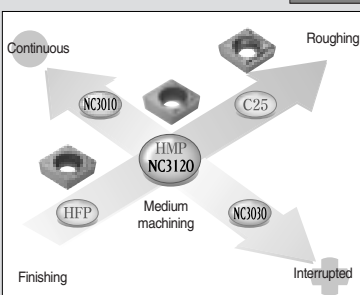 Continuous
Roughing
NC3010
C25
HMP
NC3120
HFP
Medium
machining
NC3030
Finishing
Interrupted